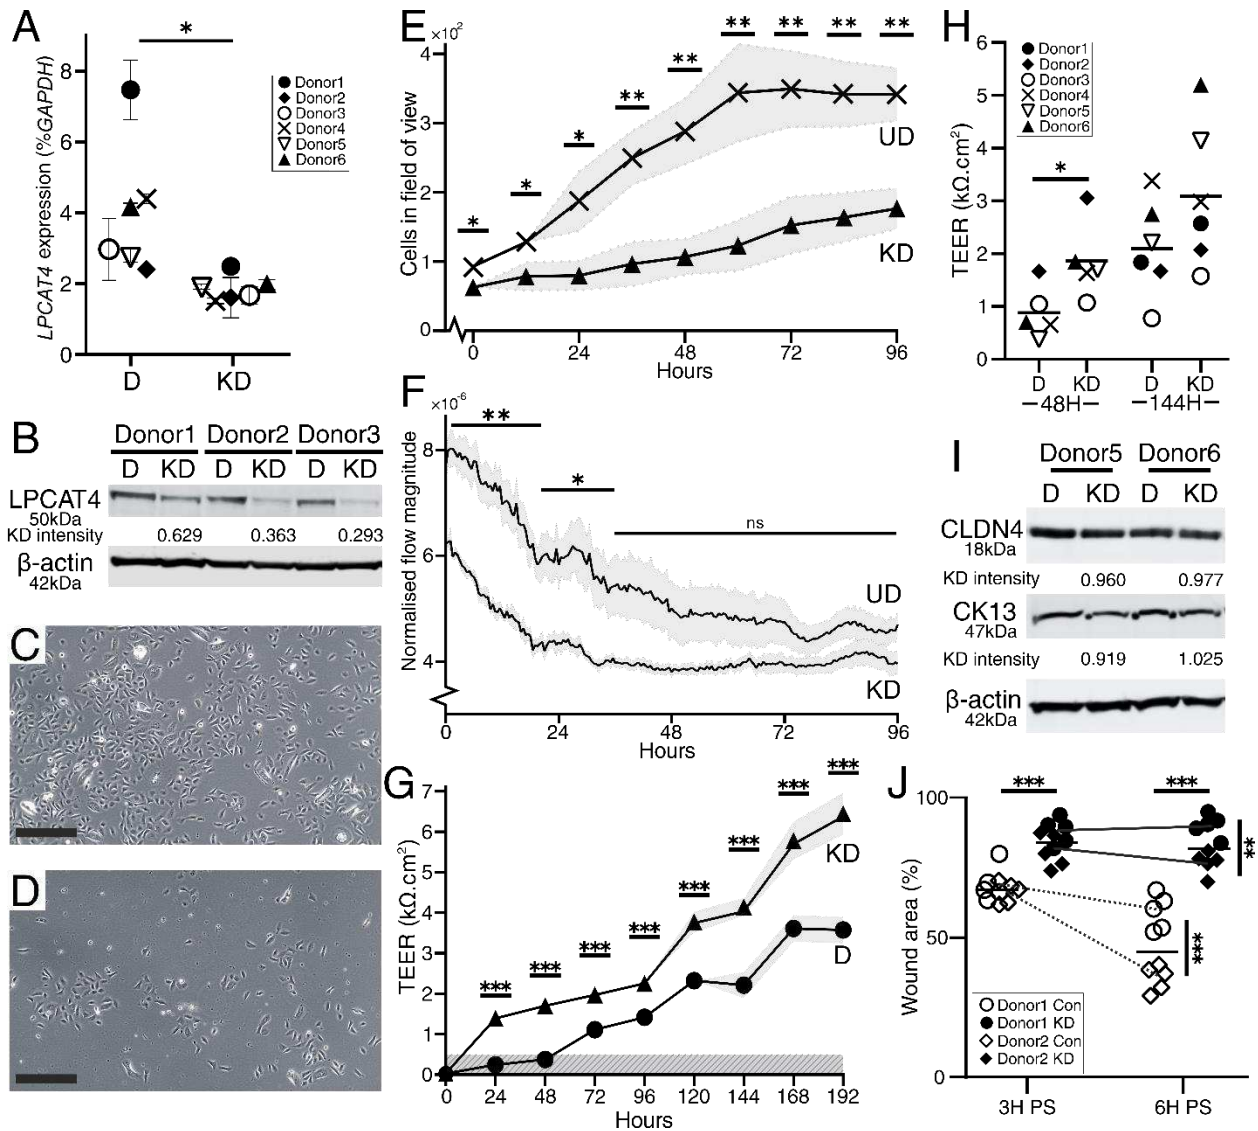 A
*
LPCAT4 expression (%GAPDH)
8
6
4
2
0
D
KD
Donor1
Donor2
Donor3
Donor4
Donor5
Donor6
B
Donor1 Donor2 Donor3
D KD D KD D KD
LPCAT4
50kDa
KD intensity 0.629 0.363 0.293
β-actin
42kDa
C
D
E
×10²
** ** ** **
**
**
*
*
*
Cells in field of view
4
3
2
1
0
UD
KD
0 24 48 72 96
Hours
F
×10⁻⁶
**
*
ns
Normalised flow magnitude
8
6
4
UD
KD
0 24 48 72 96
Hours
G
*** *** *** *** *** *** *** ***
TEER (kΩ.cm²)
7
6
5
4
3
2
1
0
KD
D
0 24 48 72 96 120 144 168 192
Hours
H
Donor1
Donor2
Donor3
Donor4
Donor5
Donor6
*
TEER (kΩ.cm²)
6
5
4
3
2
1
0
D KD D KD
48H 144H
I
Donor5 Donor6
D KD D KD
CLDN4
18kDa
KD intensity 0.960 0.977
CK13
47kDa
KD intensity 0.919 1.025
β-actin
42kDa
J
*** ***
**
***
Wound area (%)
100
50
0
Donor1 Con
Donor1 KD
Donor2 Con
Donor2 KD
3H PS 6H PS